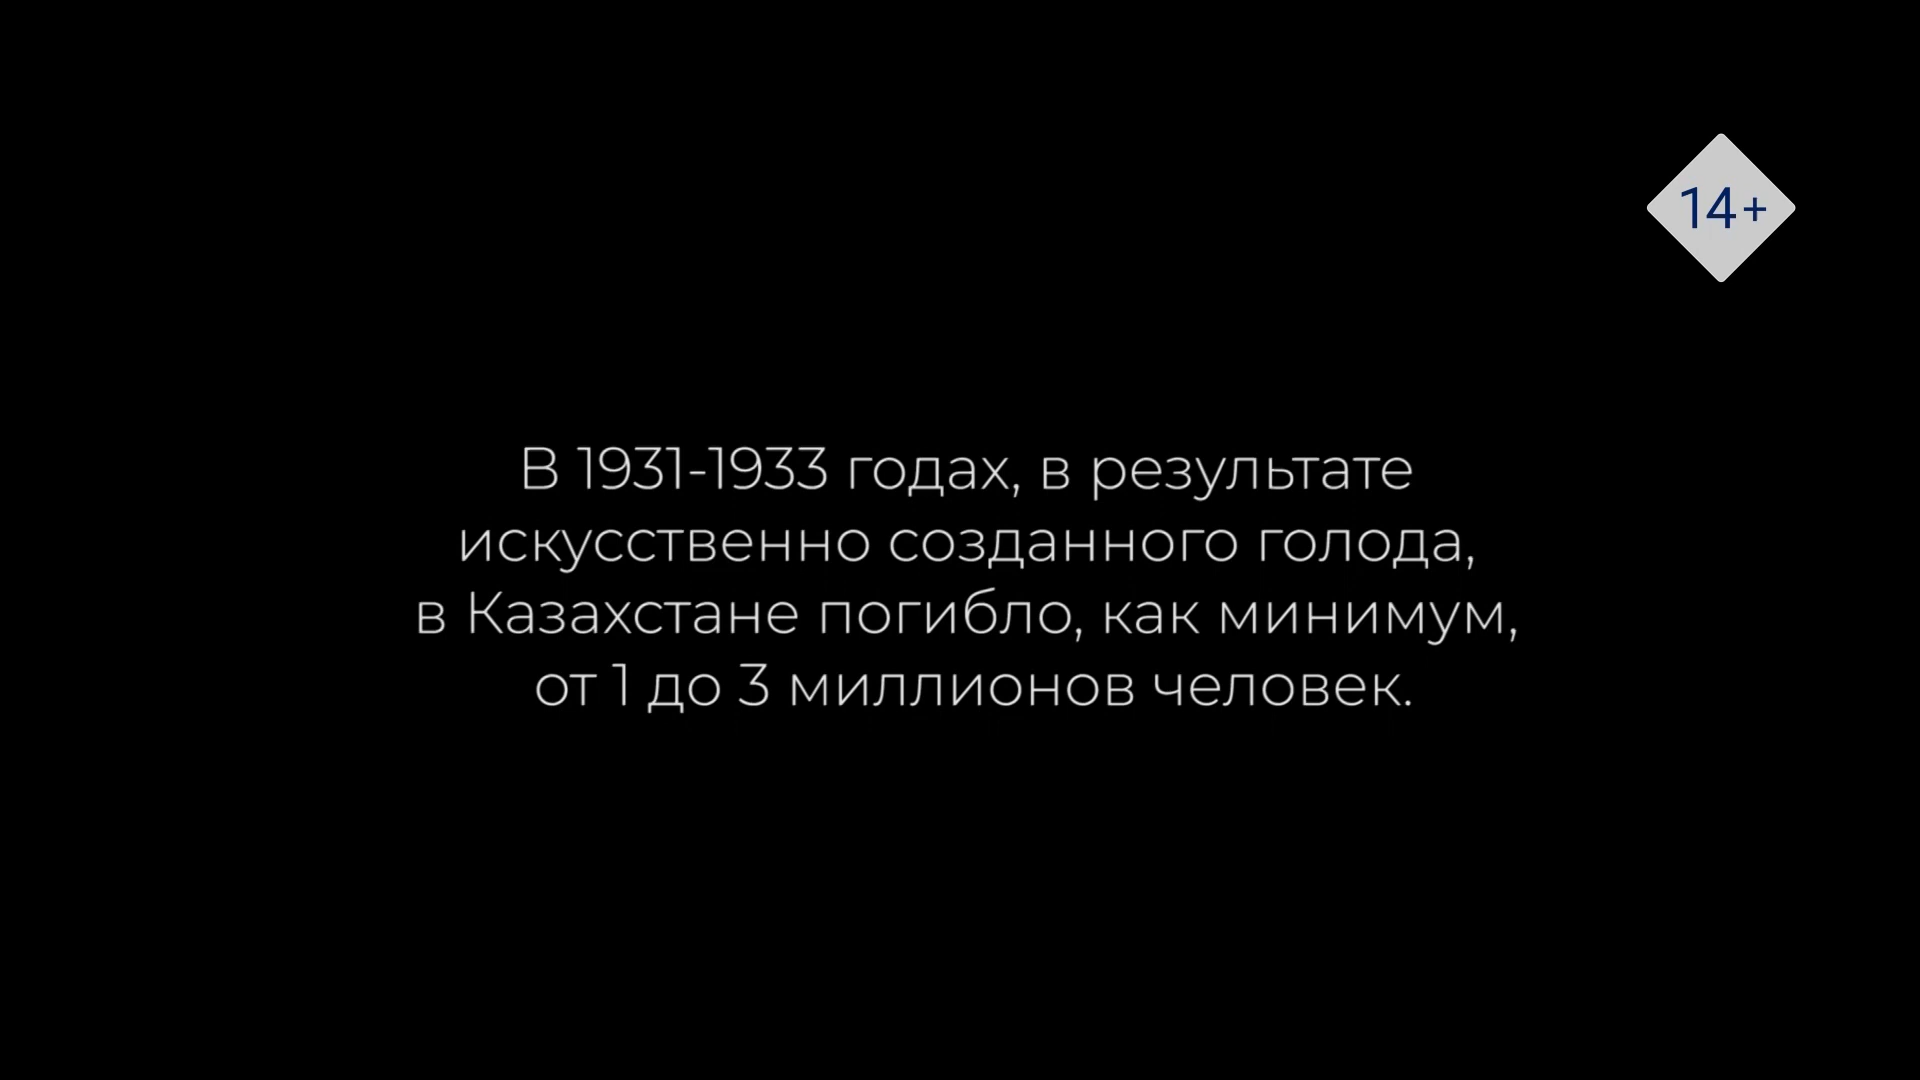 14+
В 1931-1933 годах, в результате
искусственно созданного голода,
в Казахстане погибло, как минимум,
от 1 до 3 миллионов человек.